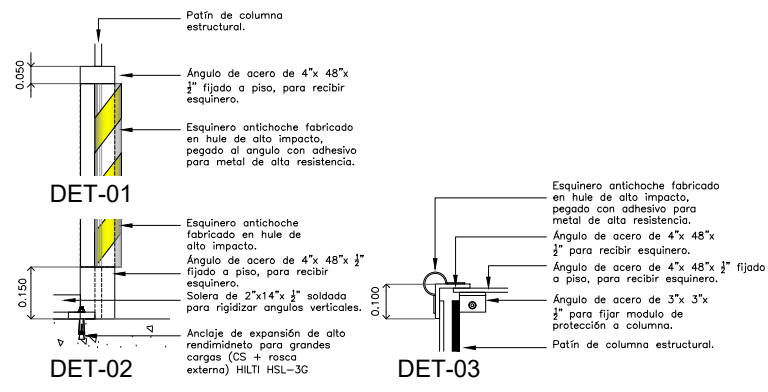 Patín de columna
estructural.
0.050
Ángulo de acero de 4"x 48"x
½" fijado a piso, para recibir
esquinero.
Esquinero antichoche fabricado
en hule de alto impacto,
pegado al angulo con adhesivo
para metal de alta resistencia.
DET-01
Esquinero antichoche
fabricado en hule de
alto impacto.
Ángulo de acero de 4"x 48"x ½"
fijado a piso, para recibir
esquinero.
0.150
Solera de 2"x14"x ½" soldada
para rigidizar angulos verticales.
Anclaje de expansión de alto
rendimidneto para grandes
cargas (CS + rosca
externa) HILTI HSL-3G
DET-02
Esquinero antichoche fabricado
en hule de alto impacto,
pegado con adhesivo para
metal de alta resistencia.
Ángulo de acero de 4"x 48"x
½" para recibir esquinero.
Ángulo de acero de 4"x 48"x ½" fijado
a piso, para recibir esquinero.
0.100
Ángulo de acero de 3"x 3"x
½" para fijar modulo de
protección a columna.
Patín de columna estructural.
DET-03